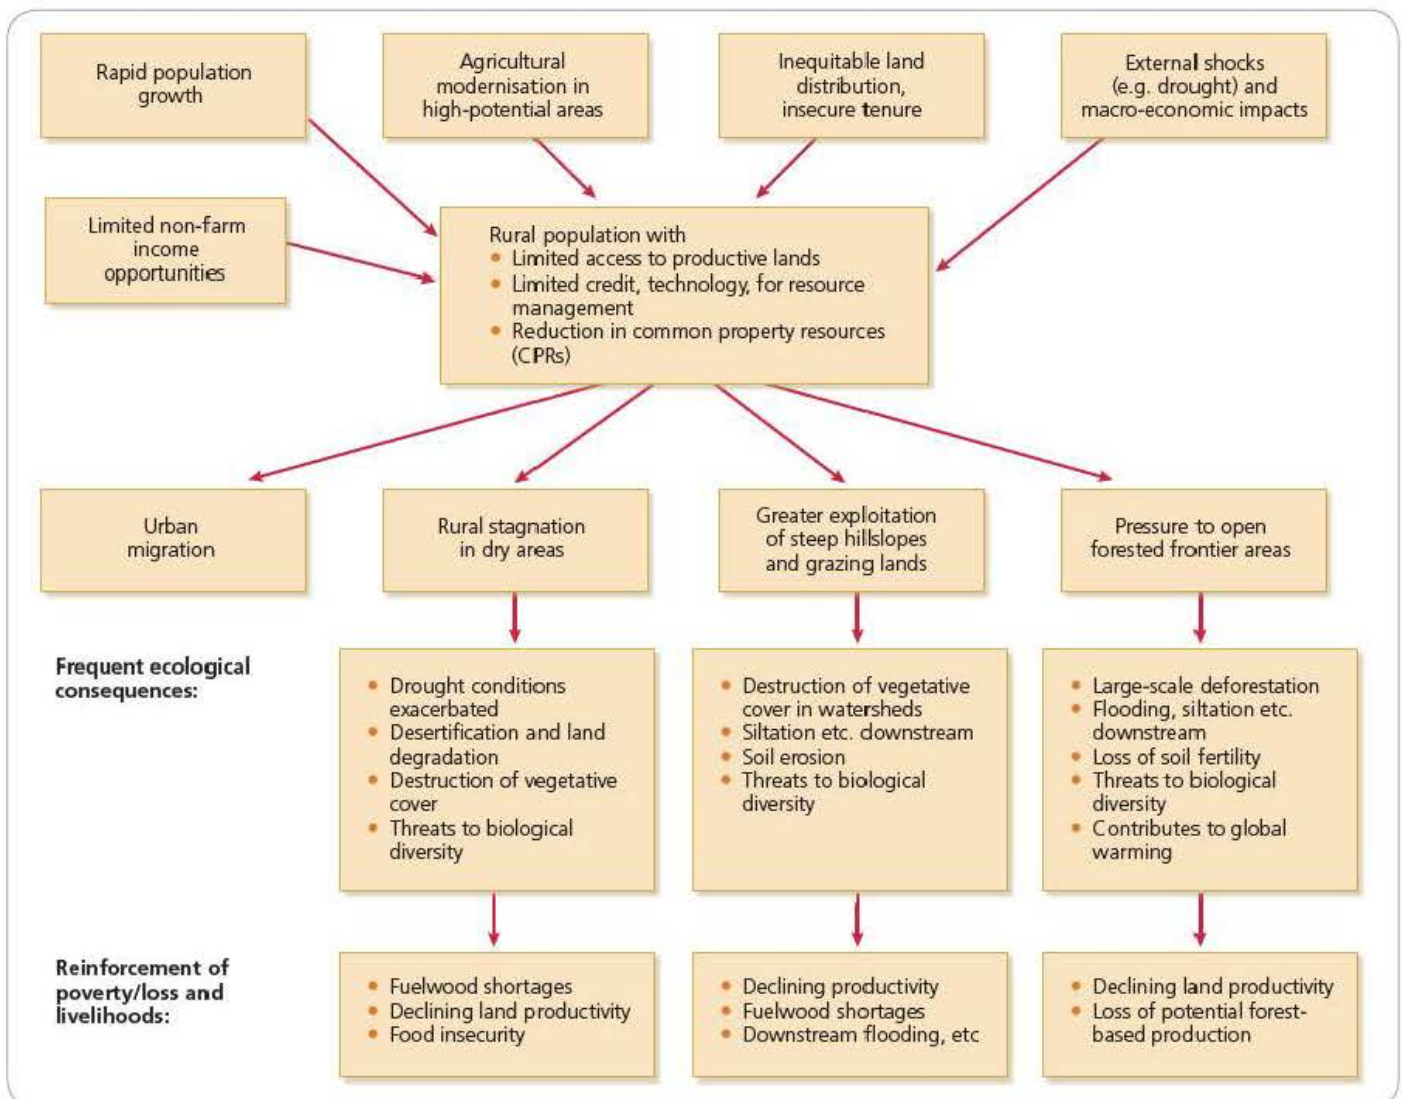 Rapid population
growth
Agricultural
modernisation in
high-potential areas
Inequitable land
distribution,
insecure tenure
External shocks
(e.g. drought) and
macro-economic impacts
Limited non-farm
income
opportunities
Rural population with
• Limited access to productive lands
• Limited credit, technology, for resource
management
• Reduction in common property resources
(CPRs)
Urban
migration
Rural stagnation
in dry areas
Greater exploitation
of steep hillslopes
and grazing lands
Pressure to open
forested frontier areas
Frequent ecological
consequences:
• Drought conditions
exacerbated
• Desertification and land
degradation
• Destruction of vegetative
cover
• Threats to biological
diversity
• Destruction of vegetative
cover in watersheds
• Siltation etc. downstream
• Soil erosion
• Threats to biological
diversity
• Large-scale deforestation
• Flooding, siltation etc.
downstream
• Loss of soil fertility
• Threats to biological
diversity
• Contributes to global
warming
Reinforcement of
poverty/loss and
livelihoods:
• Fuelwood shortages
• Declining land productivity
• Food insecurity
• Declining productivity
• Fuelwood shortages
• Downstream flooding, etc
• Declining land productivity
• Loss of potential forest-
based production